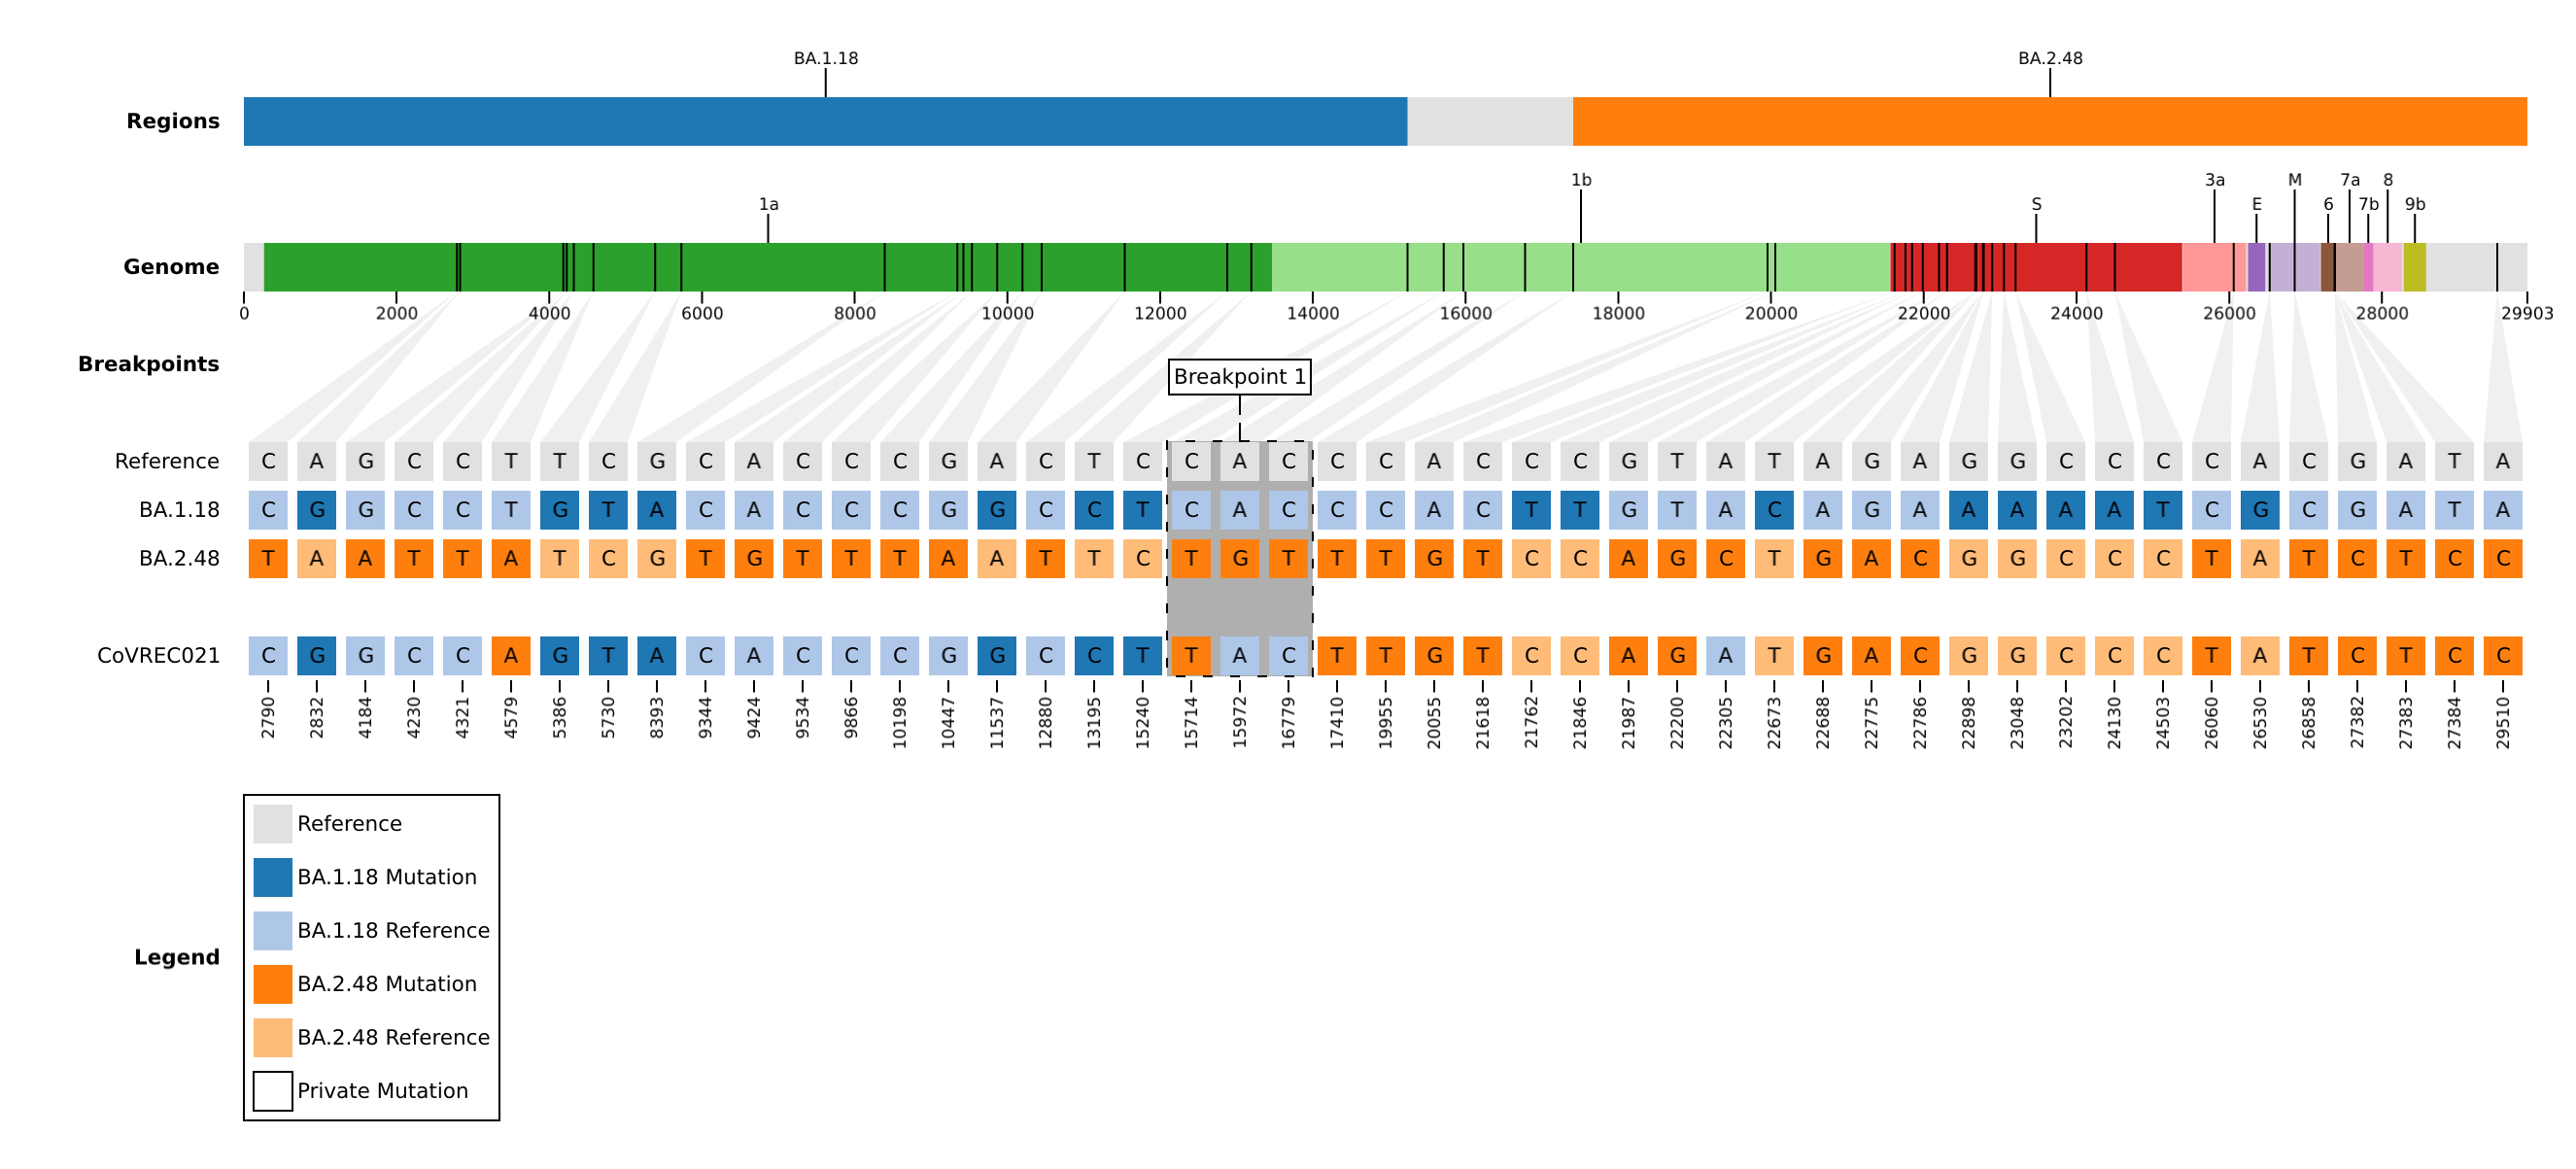 BA.1.18 BA.2.48
Regions
1a 1b S 3a E M 6 7a 7b 8 9b
Genome
0 2000 4000 6000 8000 10000 12000 14000 16000 18000 20000 22000 24000 26000 28000 29903
Breakpoints
Breakpoint 1
Reference C A G C C T T C G C A C C C G A C T C C A C C C A C C C G T A T A G A G G C C C C A C G A T A
BA.1.18 C G G C C T G T A C A C C C G G C C T C A C C C A C T T G T A C A G A A A A A T C G C G A T A
BA.2.48 T A A T T A T C G T G T T T A A T T C T G T T T G T C C A G C T G A C G G C C C T A T C T C C
CoVREC021 C G G C C A G T A C A C C C G G C C T T A C T T G T C C A G A T G A C G G C C C T A T C T C C
2790 2832 4184 4230 4321 4579 5386 5730 8393 9344 9424 9534 9866 10198 10447 11537 12880 13195 15240 15714 15972 16779 17410 19955 20055 21618 21762 21846 21987 22200 22305 22673 22688 22775 22786 22898 23048 23202 24130 24503 26060 26530 26858 27382 27383 27384 29510
Legend
Reference
BA.1.18 Mutation
BA.1.18 Reference
BA.2.48 Mutation
BA.2.48 Reference
Private Mutation